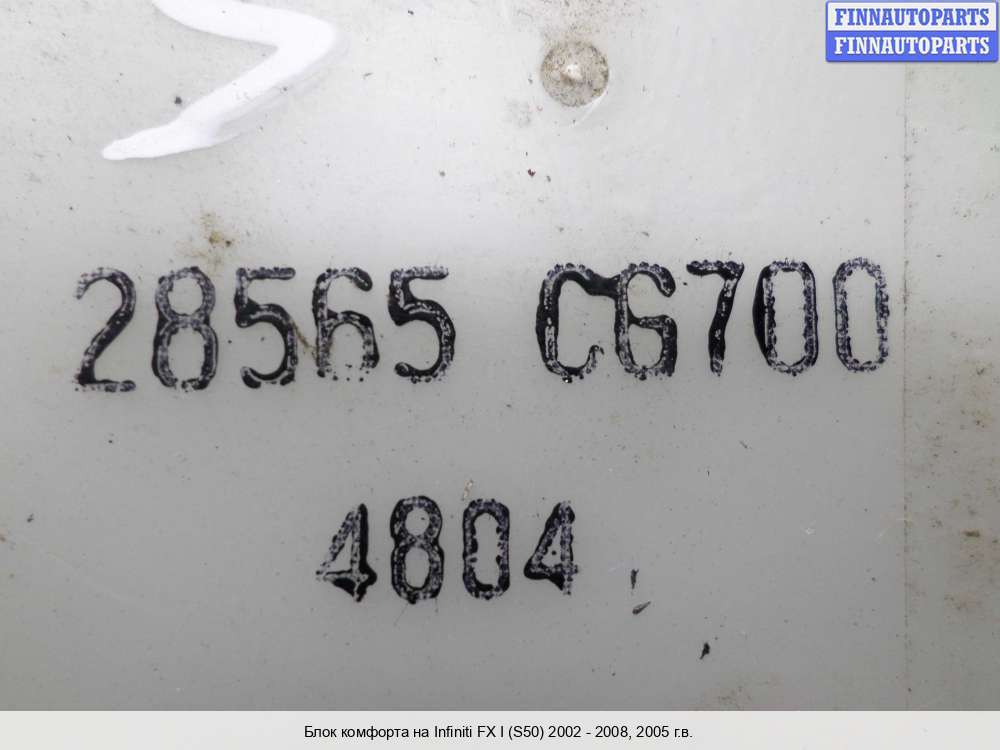 FINNAUTOPARTS
FINNAUTOPARTS
28565 C6700
4804
Блок комфорта на Infiniti FX I (S50) 2002 - 2008, 2005 г.в.